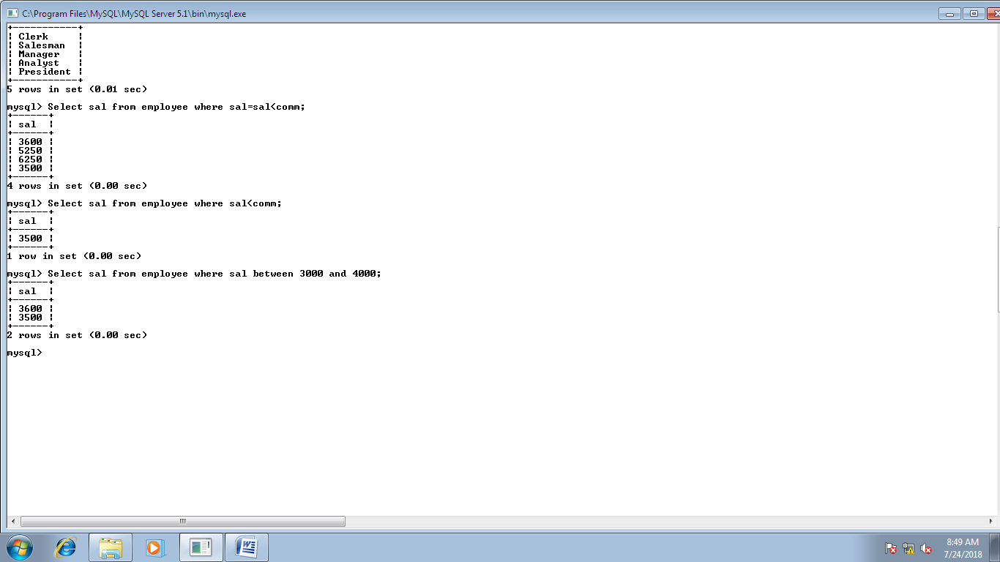 C:\Program Files\MySQL\MySQL Server 5.1\bin\mysql.exe
+-----------+
| Clerk     |
| Salesman  |
| Manager   |
| Analyst   |
| President |
+-----------+
5 rows in set (0.01 sec)
mysql> Select sal from employee where sal=sal<comm;
+------+
| sal  |
+------+
| 3600 |
| 5250 |
| 6250 |
| 3500 |
+------+
4 rows in set (0.00 sec)
mysql> Select sal from employee where sal<comm;
+------+
| sal  |
+------+
| 3500 |
+------+
1 row in set (0.00 sec)
mysql> Select sal from employee where sal between 3000 and 4000;
+------+
| sal  |
+------+
| 3600 |
| 3500 |
+------+
2 rows in set (0.00 sec)
mysql>
8:49 AM
7/24/2018